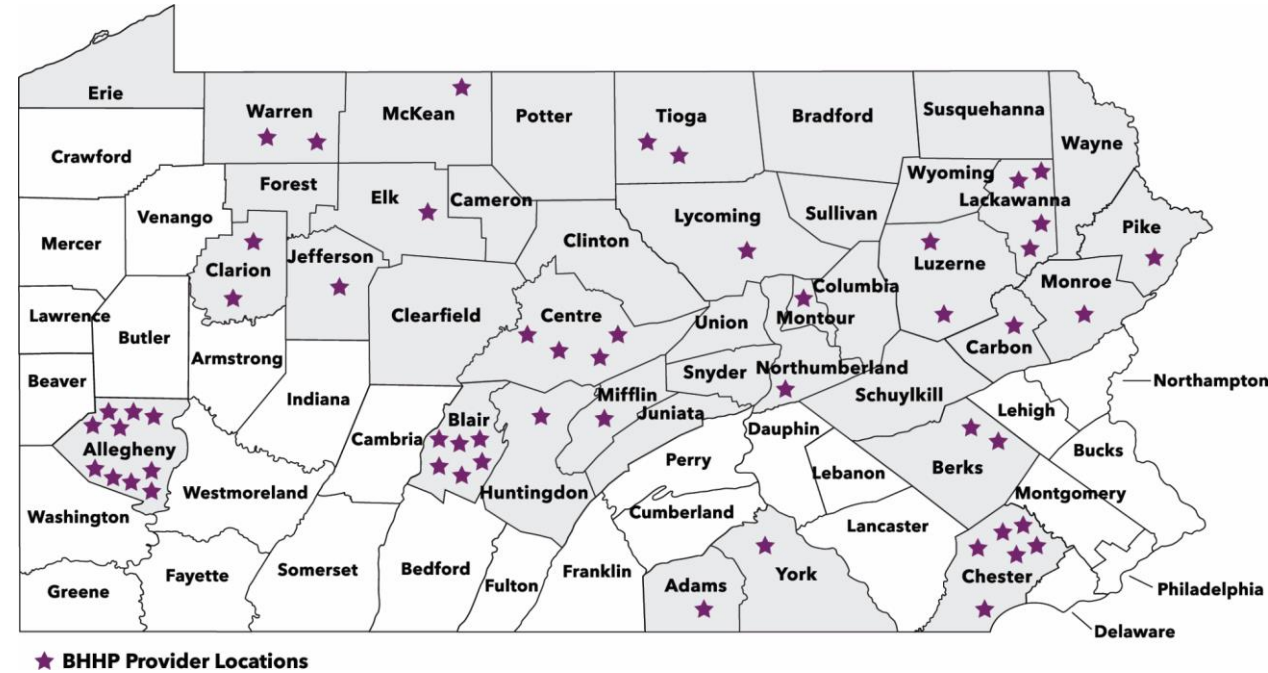 Erie
Warren
McKean
Potter
Tioga
Bradford
Susquehanna
Wayne
Crawford
Forest
Elk
Cameron
Wyoming
Lackawanna
Venango
Mercer
Clarion
Jefferson
Clinton
Lycoming
Sullivan
Pike
Luzerne
Columbia
Monroe
Lawrence
Butler
Clearfield
Centre
Union
Montour
Carbon
Armstrong
Beaver
Indiana
Snyder
Northumberland
Northampton
Mifflin
Schuylkill
Juniata
Lehigh
Blair
Cambria
Dauphin
Allegheny
Perry
Lebanon
Berks
Bucks
Westmoreland
Huntingdon
Montgomery
Washington
Cumberland
Lancaster
Somerset
Bedford
Fulton
Franklin
Adams
York
Chester
Greene
Fayette
Philadelphia
Delaware
BHHP Provider Locations